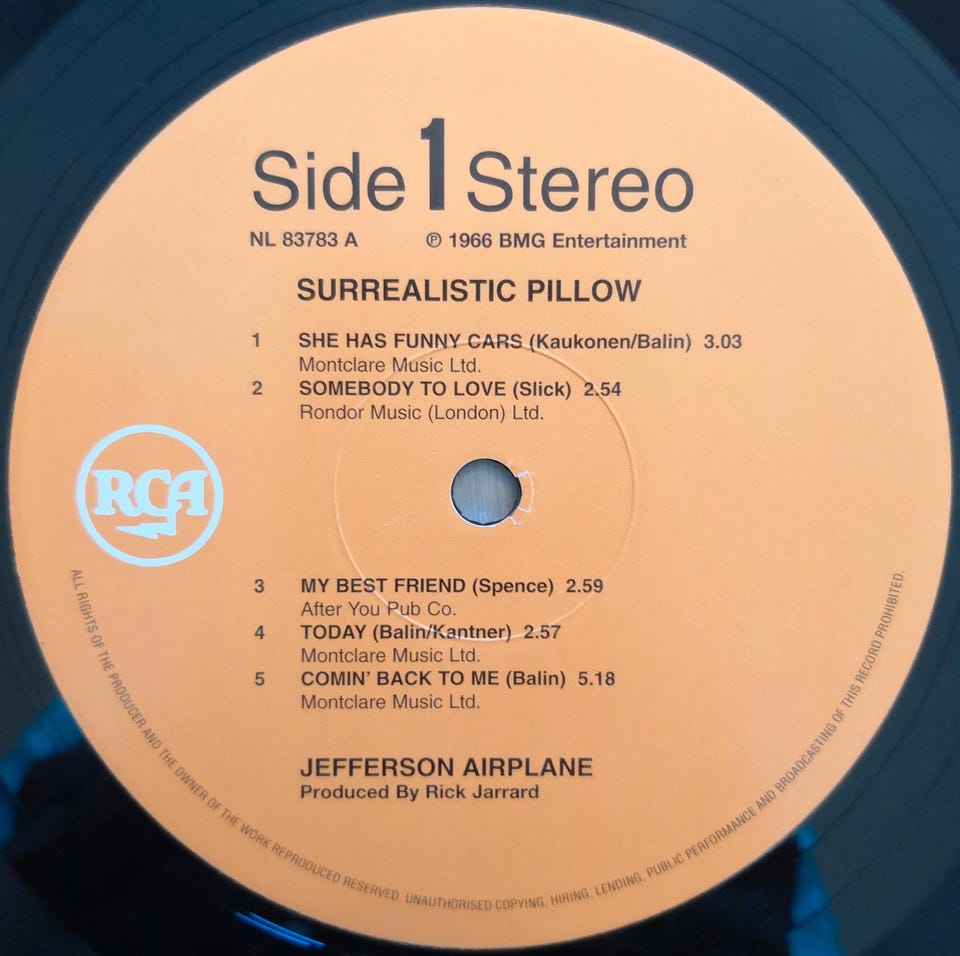 Side 1 Stereo
NL 83783 A ℗ 1966 BMG Entertainment
SURREALISTIC PILLOW
1 SHE HAS FUNNY CARS (Kaukonen/Balin) 3.03
Montclare Music Ltd.
2 SOMEBODY TO LOVE (Slick) 2.54
Rondor Music (London) Ltd.
RCA
3 MY BEST FRIEND (Spence) 2.59
After You Pub Co.
4 TODAY (Balin/Kantner) 2.57
Montclare Music Ltd.
5 COMIN' BACK TO ME (Balin) 5.18
Montclare Music Ltd.
JEFFERSON AIRPLANE
Produced By Rick Jarrard
ALL RIGHTS OF THE PRODUCER AND THE OWNER OF THE WORK REPRODUCED RESERVED. UNAUTHORISED COPYING, HIRING, LENDING, PUBLIC PERFORMANCE AND BROADCASTING OF THIS RECORD PROHIBITED.